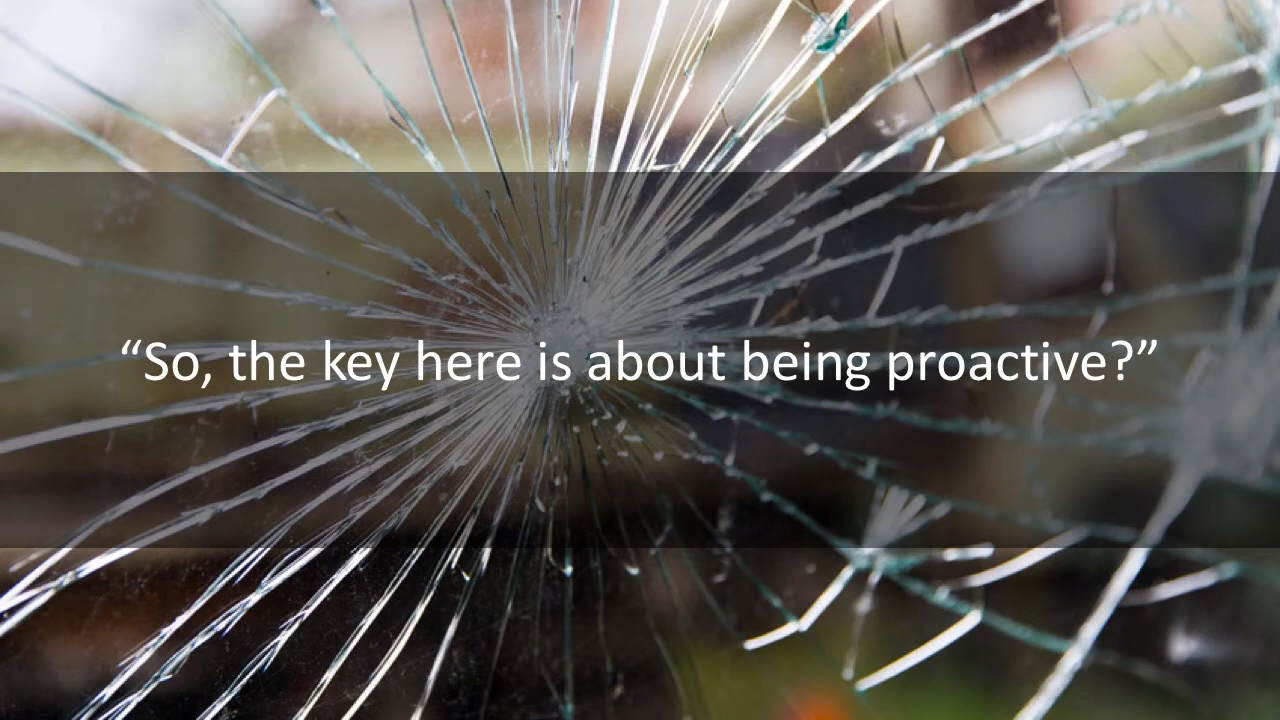 “So, the key here is about being proactive?”